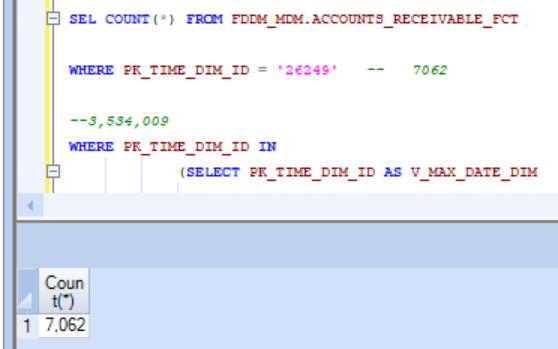 SEL COUNT(*) FROM FDDM_MDM.ACCOUNTS_RECEIVABLE_FCT
WHERE PK_TIME_DIM_ID = '26249' -- 7062
--3,534,009
WHERE PK_TIME_DIM_ID IN
(SELECT PK_TIME_DIM_ID AS V_MAX_DATE_DIM
Coun
t(*)
1 7,062